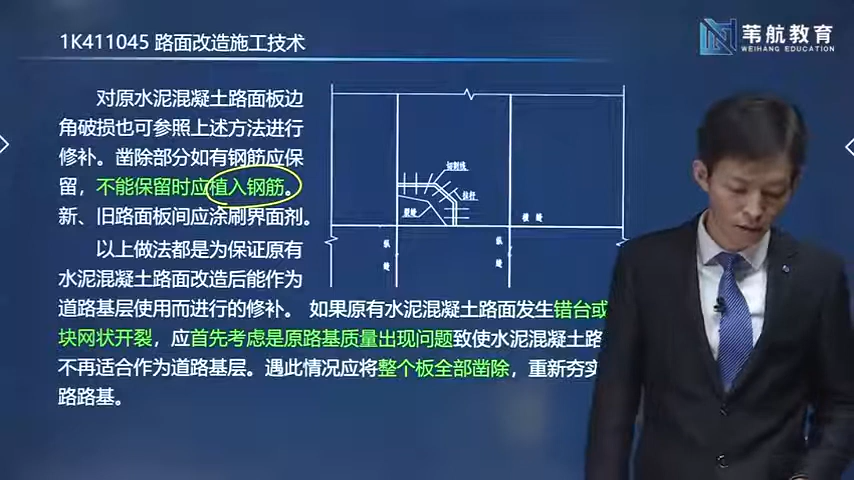 1K411045 路面改造施工技术
苇航教育
WEIHANG EDUCATION
对原水泥混凝土路面板边
角破损也可参照上述方法进行
修补。凿除部分如有钢筋应保
留，不能保留时应植入钢筋。
新、旧路面板间应涂刷界面剂。
切割线
拉杆
裂缝
横缝
纵缝
纵缝
以上做法都是为保证原有
水泥混凝土路面改造后能作为
道路基层使用而进行的修补。如果原有水泥混凝土路面发生错台或
块网状开裂，应首先考虑是原路基质量出现问题致使水泥混凝土路
不再适合作为道路基层。遇此情况应将整个板全部凿除，重新夯实
路路基。